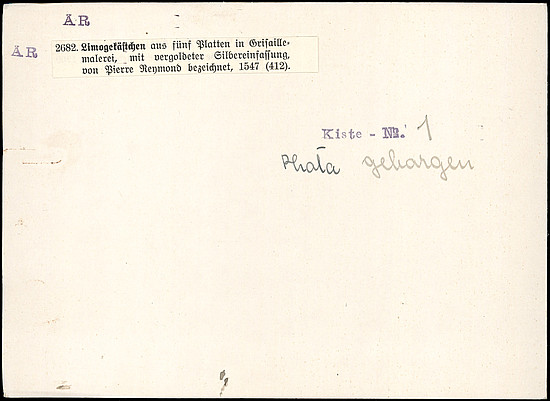 ÄR
ÄR
2682. Limogekästchen aus fünf Platten in Grisaille-
malerei, mit vergoldeter Silbereinfassung,
von Pierre Reymond bezeichnet, 1547 (412).
Kiste - Nr. 1
Phota geborgen